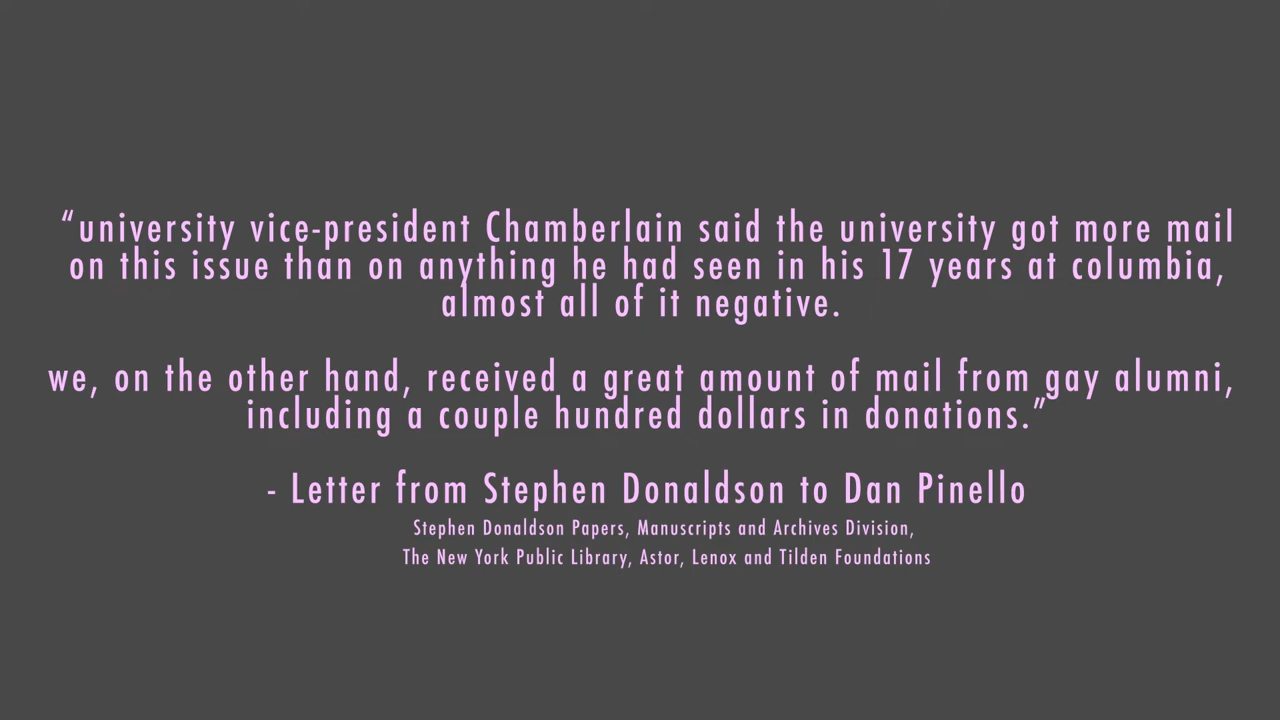 “university vice-president Chamberlain said the university got more mail
on this issue than on anything he had seen in his 17 years at columbia,
almost all of it negative.
we, on the other hand, received a great amount of mail from gay alumni,
including a couple hundred dollars in donations.”
- Letter from Stephen Donaldson to Dan Pinello
Stephen Donaldson Papers, Manuscripts and Archives Division,
The New York Public Library, Astor, Lenox and Tilden Foundations